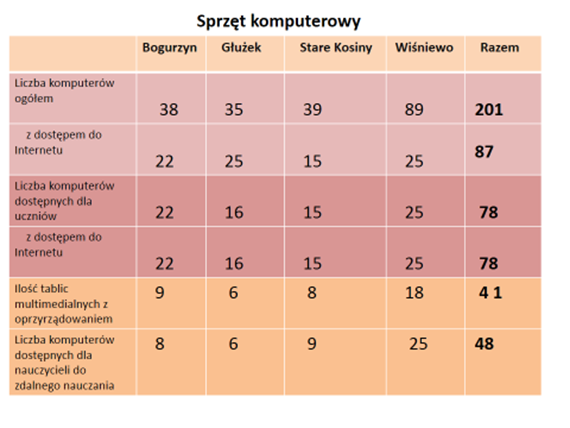 Sprzęt komputerowy
Bogurzyn Głużek Stare Kosiny Wiśniewo Razem
Liczba komputerów
ogółem
38 35 39 89 201
z dostępem do
Internetu
22 25 15 25 87
Liczba komputerów
dostępnych dla
uczniów
22 16 15 25 78
z dostępem do
Internetu
22 16 15 25 78
Ilość tablic
multimedialnych z
oprzyrządowaniem
9 6 8 18 4 1
Liczba komputerów
dostępnych dla
nauczycieli do
zdalnego nauczania
8 6 9 25 48